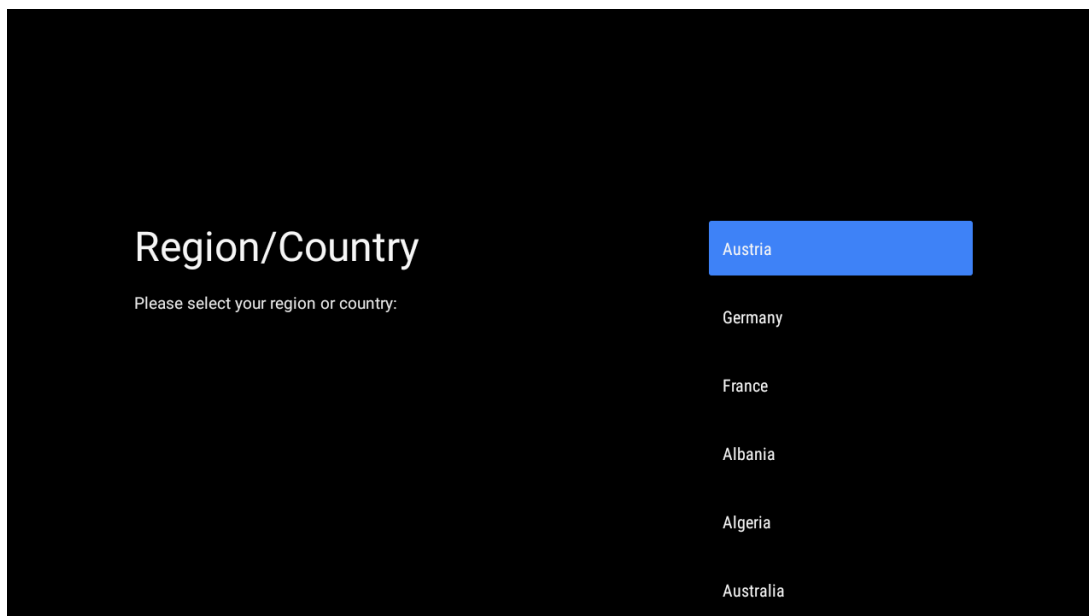 Region/Country
Please select your region or country:
Austria
Germany
France
Albania
Algeria
Australia